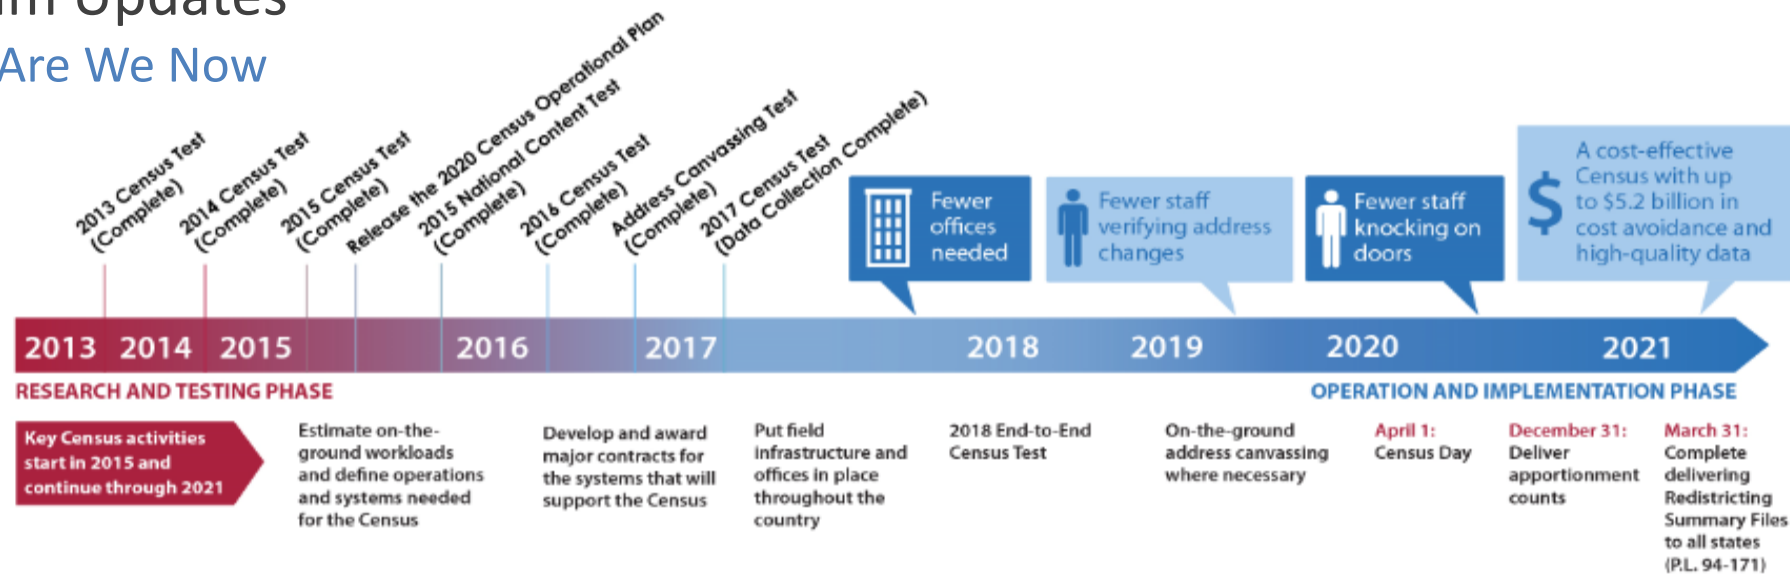 Updates
Are We Now
2013 Census Test
(Complete)
2014 Census Test
(Complete)
2015 Census Test
(Complete)
Release the 2020 Census Operational Plan
2015 National Content Test
(Complete)
2016 Census Test
(Complete)
Address Canvassing Test
(Complete)
2017 Census Test
(Data Collection Complete)
Fewer
offices
needed
Fewer staff
verifying address
changes
Fewer staff
knocking on
doors
$
A cost-effective
Census with up
to $5.2 billion in
cost avoidance and
high-quality data
2013
2014
2015
2016
2017
2018
2019
2020
2021
RESEARCH AND TESTING PHASE
OPERATION AND IMPLEMENTATION PHASE
Key Census activities
start in 2015 and
continue through 2021
Estimate on-the-
ground workloads
and define operations
and systems needed
for the Census
Develop and award
major contracts for
the systems that will
support the Census
Put field
infrastructure and
offices in place
throughout the
country
2018 End-to-End
Census Test
On-the-ground
address canvassing
where necessary
April 1:
Census Day
December 31:
Deliver
apportionment
counts
March 31:
Complete
delivering
Redistricting
Summary Files
to all states
(P.L. 94-171)